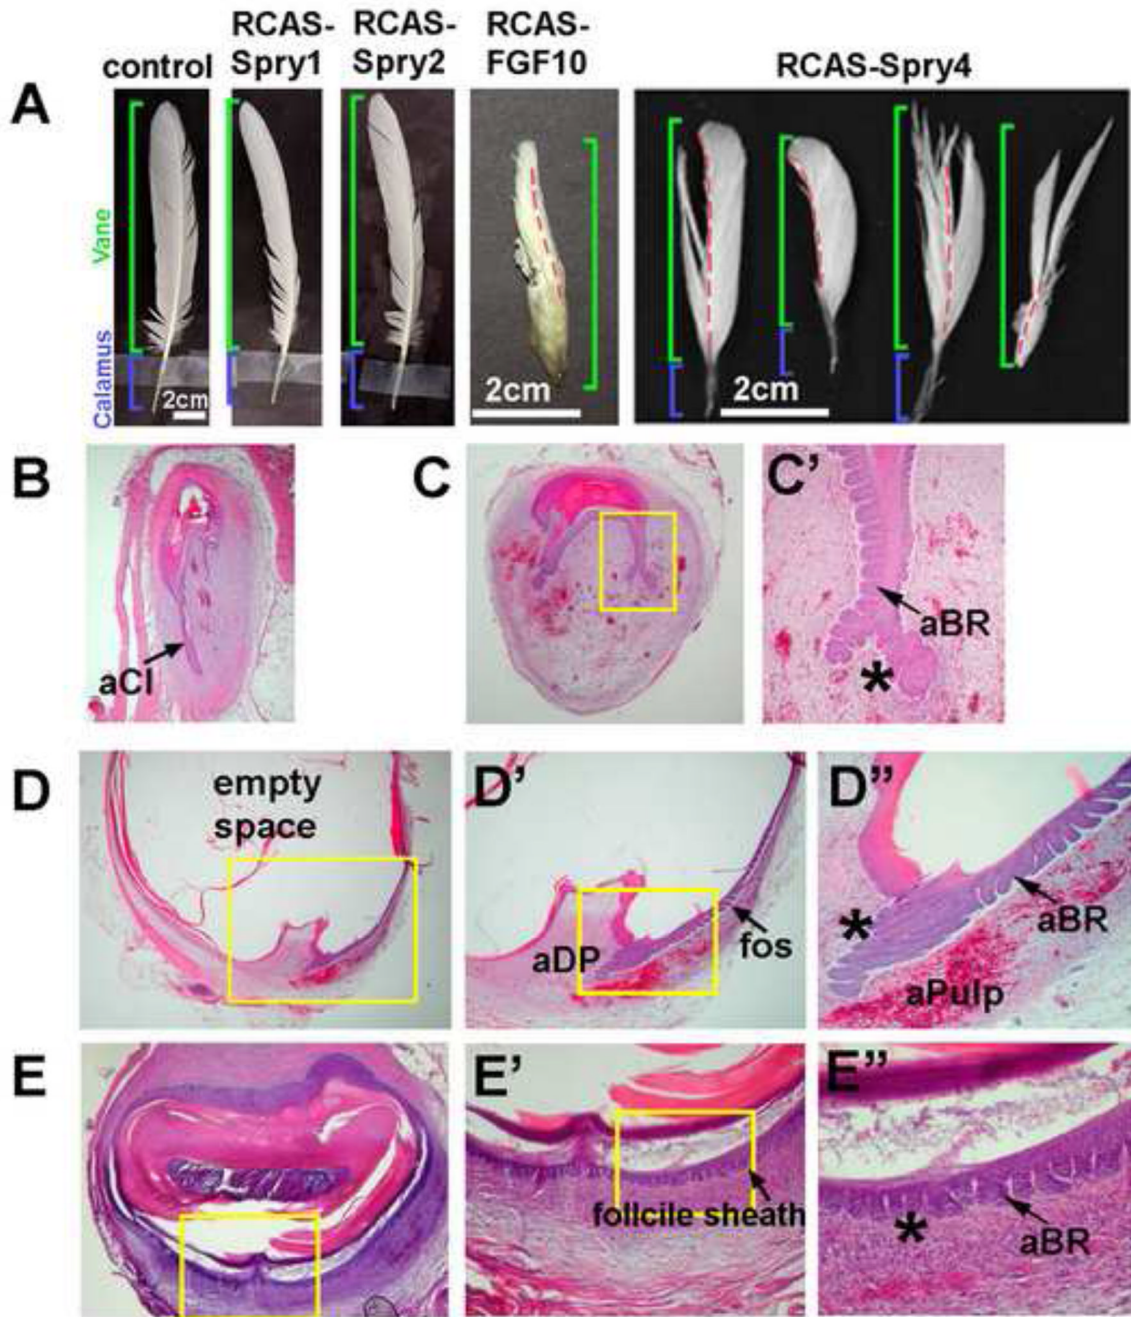 RCAS-
Spry1
RCAS-
Spry2
RCAS-
FGF10
control
RCAS-Spry4
A
Vane
Calamus
2cm
2cm
2cm
B
aCl
C
C’
aBR
*
D
empty
space
D’
aDP
fos
D’’
*
aBR
aPulp
E
E’
follicile sheath
E’’
*
aBR